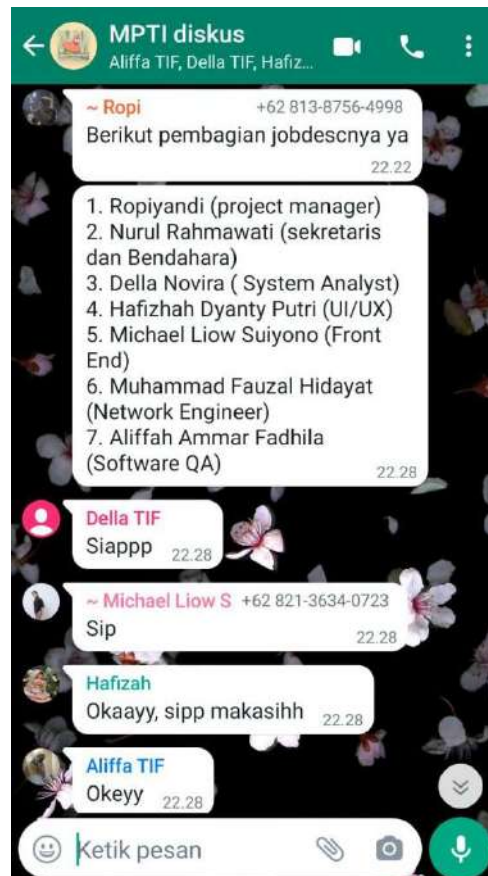 MPTI diskus
Aliffa TIF, Della TIF, Hafiz...
~ Ropi +62 813-8756-4998
Berikut pembagian jobdescnya ya
22.22
1. Ropiyandi (project manager)
2. Nurul Rahmawati (sekretaris
dan Bendahara)
3. Della Novira ( System Analyst)
4. Hafizhah Dyanty Putri (UI/UX)
5. Michael Liow Suiyono (Front
End)
6. Muhammad Fauzal Hidayat
(Network Engineer)
7. Aliffah Ammar Fadhila
(Software QA)
22.28
Della TIF
Siappp 22.28
~ Michael Liow S +62 821-3634-0723
Sip
22.28
Hafizah
Okaayy, sipp makasihh 22.28
Aliffa TIF
Okeyy 22.28
Ketik pesan